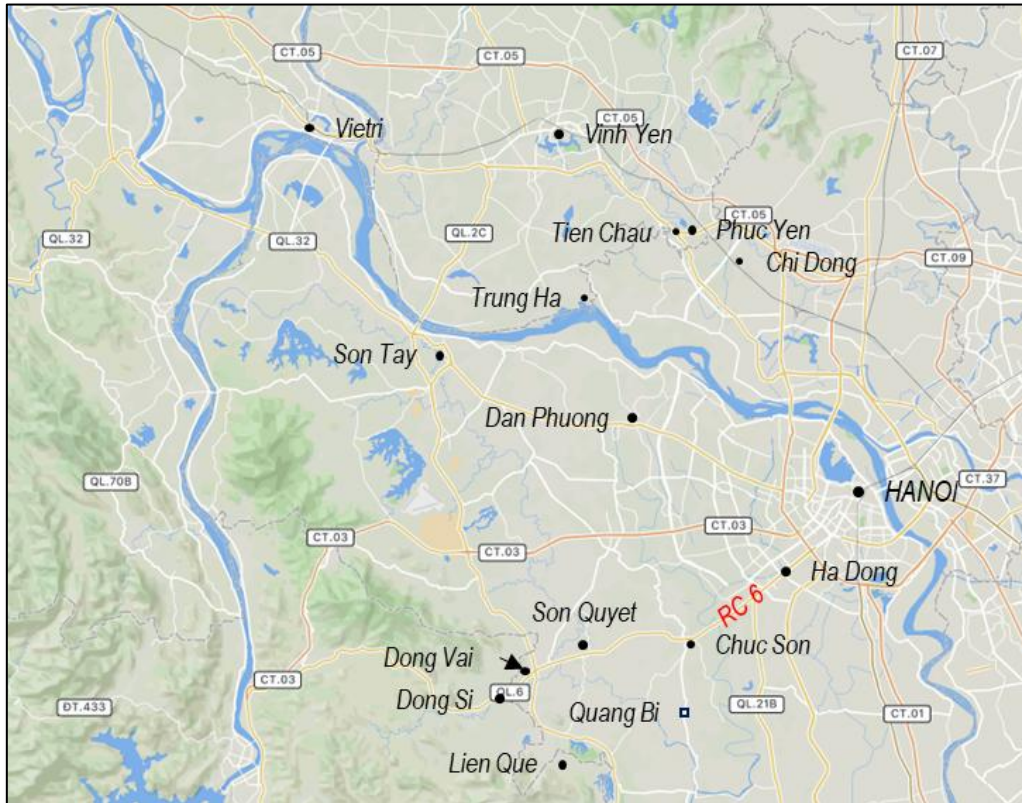 CT.05
CT.05
CT.07
Vietri
CT.05
Vinh Yen
QL.32
QL.32
QL.2C
Tien Chau
CT.05
Phuc Yen
Chi Dong
CT.09
Trung Ha
Son Tay
Dan Phuong
QL.70B
HANOI
CT.37
CT.03
CT.03
CT.03
Ha Dong
RC 6
Son Quyet
Chuc Son
Dong Vai
CT.03
Dong Si
QL.6
Quang Bi
QL.21B
ĐT.433
CT.01
Lien Que